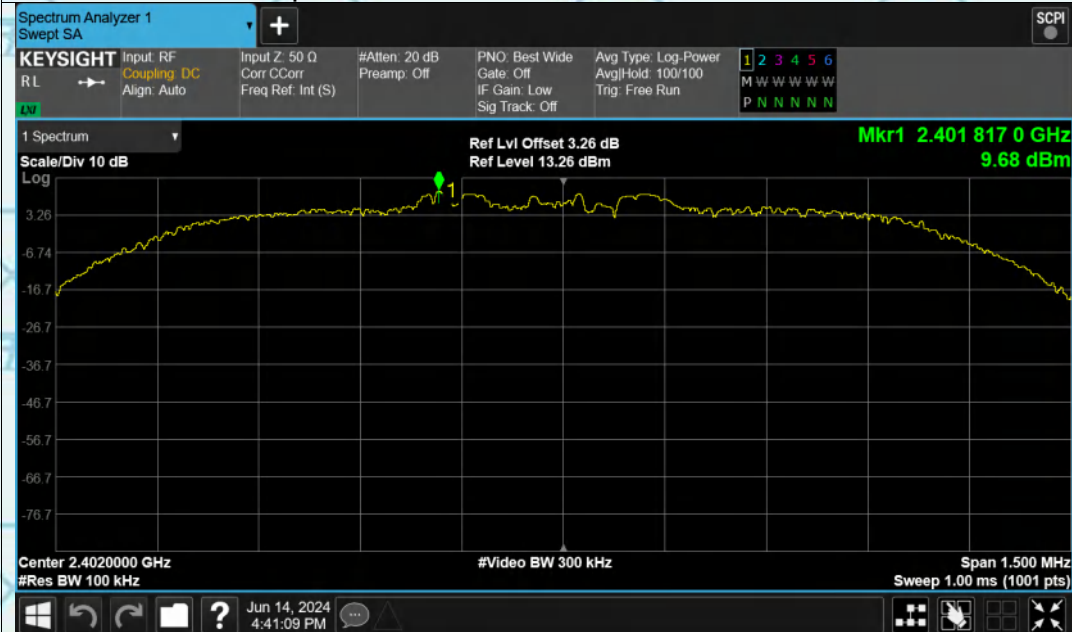 Spectrum Analyzer 1
Swept SA
+
SCPI
KEYSIGHT
RL
LXI
Input: RF
Coupling: DC
Align: Auto
Input Z: 50 Ω
Corr CCorr
Freq Ref: Int (S)
#Atten: 20 dB
Preamp: Off
PNO: Best Wide
Gate: Off
IF Gain: Low
Sig Track: Off
Avg Type: Log-Power
Avg|Hold: 100/100
Trig: Free Run
1 2 3 4 5 6
M W W W W W
P N N N N N
1 Spectrum
Scale/Div 10 dB
Log
Ref Lvl Offset 3.26 dB
Ref Level 13.26 dBm
Mkr1 2.401 817 0 GHz
9.68 dBm
1
3.26
-6.74
-16.7
-26.7
-36.7
-46.7
-56.7
-66.7
-76.7
Center 2.4020000 GHz
#Res BW 100 kHz
#Video BW 300 kHz
Span 1.500 MHz
Sweep 1.00 ms (1001 pts)
?
Jun 14, 2024
4:41:09 PM